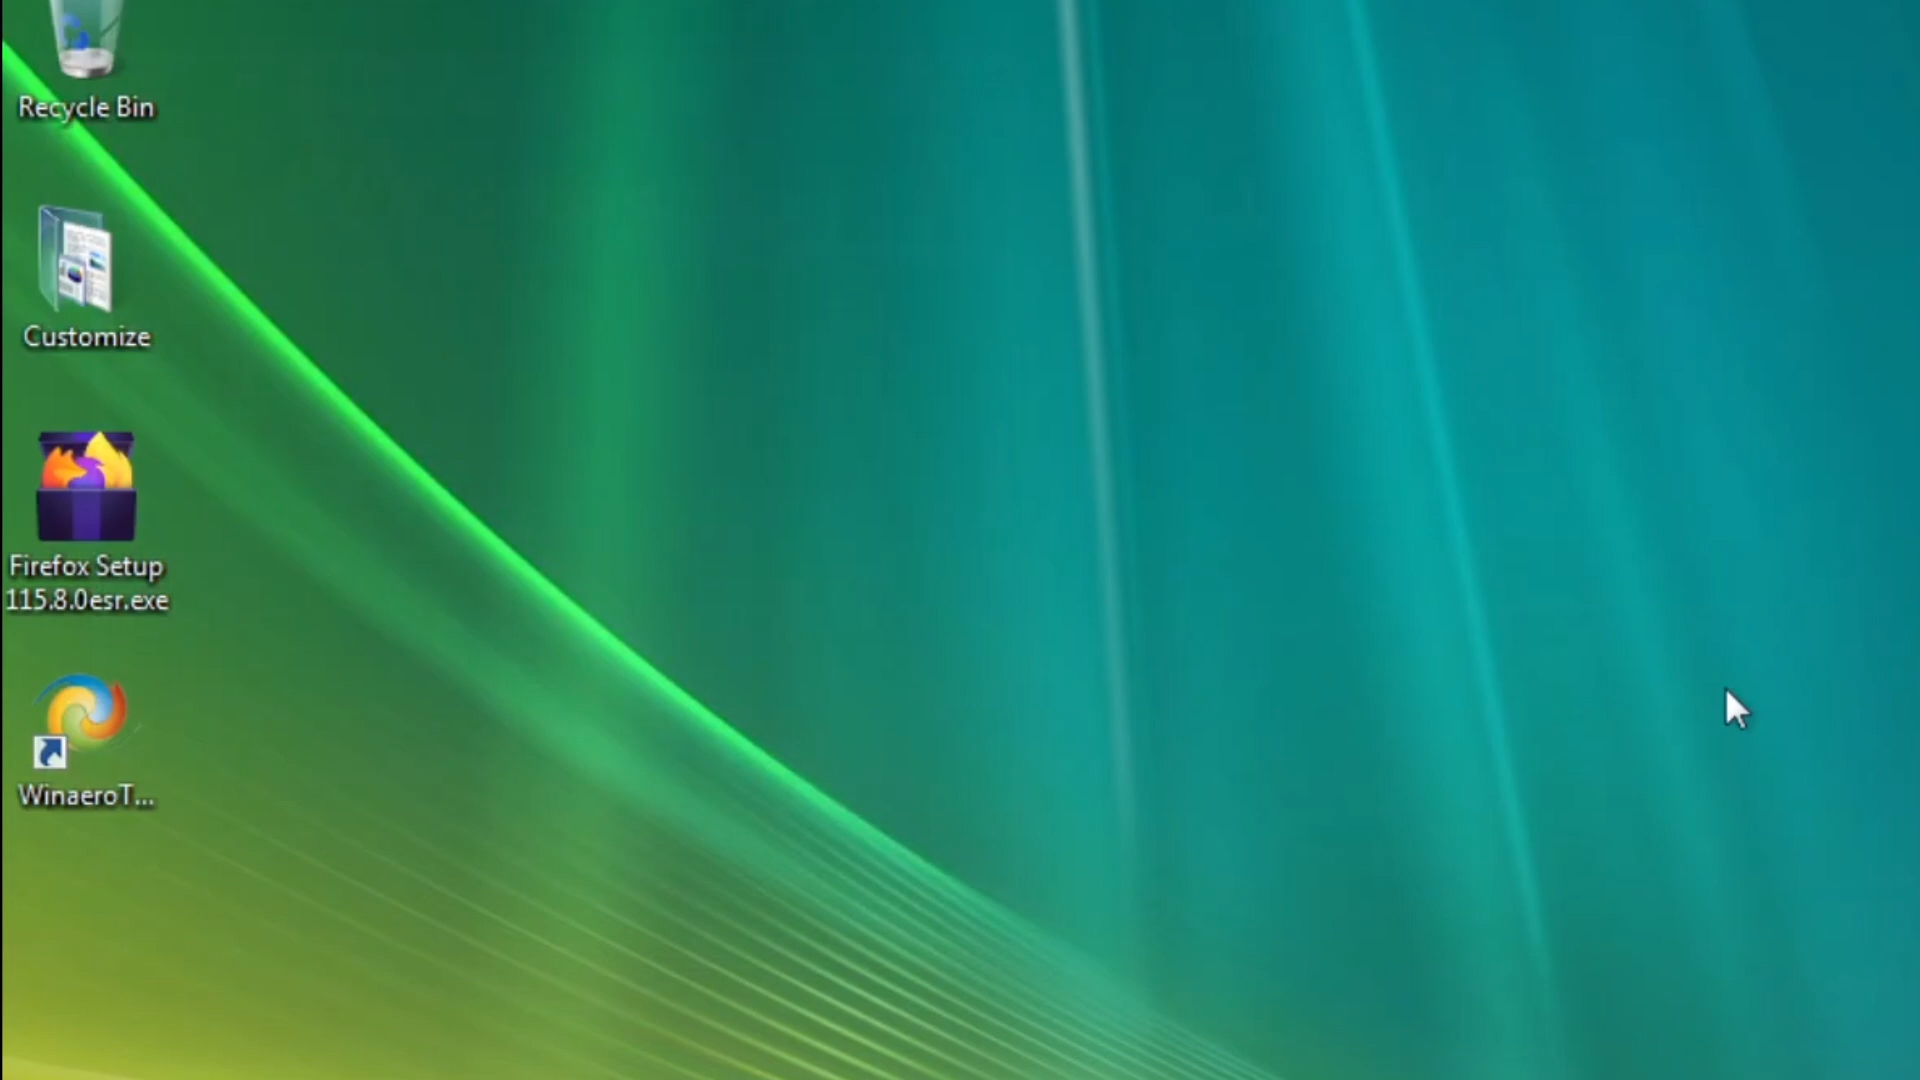 Recycle Bin
Customize
Firefox Setup
115.8.0esr.exe
WinaeroT...